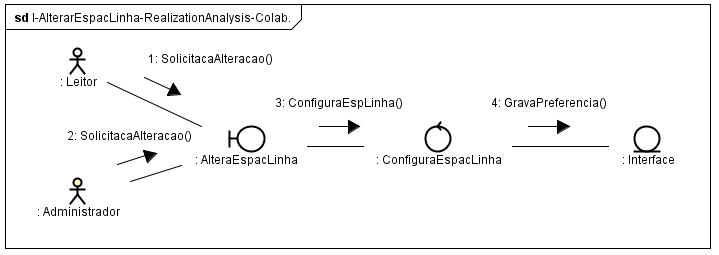 sd I-AlterarEspacLinha-RealizationAnalysis-Colab.
1: SolicitacaAlteracao()
: Leitor
3: ConfiguraEspLinha()
4: GravaPreferencia()
2: SolicitacaAlteracao()
: AlteraEspacLinha
: ConfiguraEspacLinha
: Interface
: Administrador